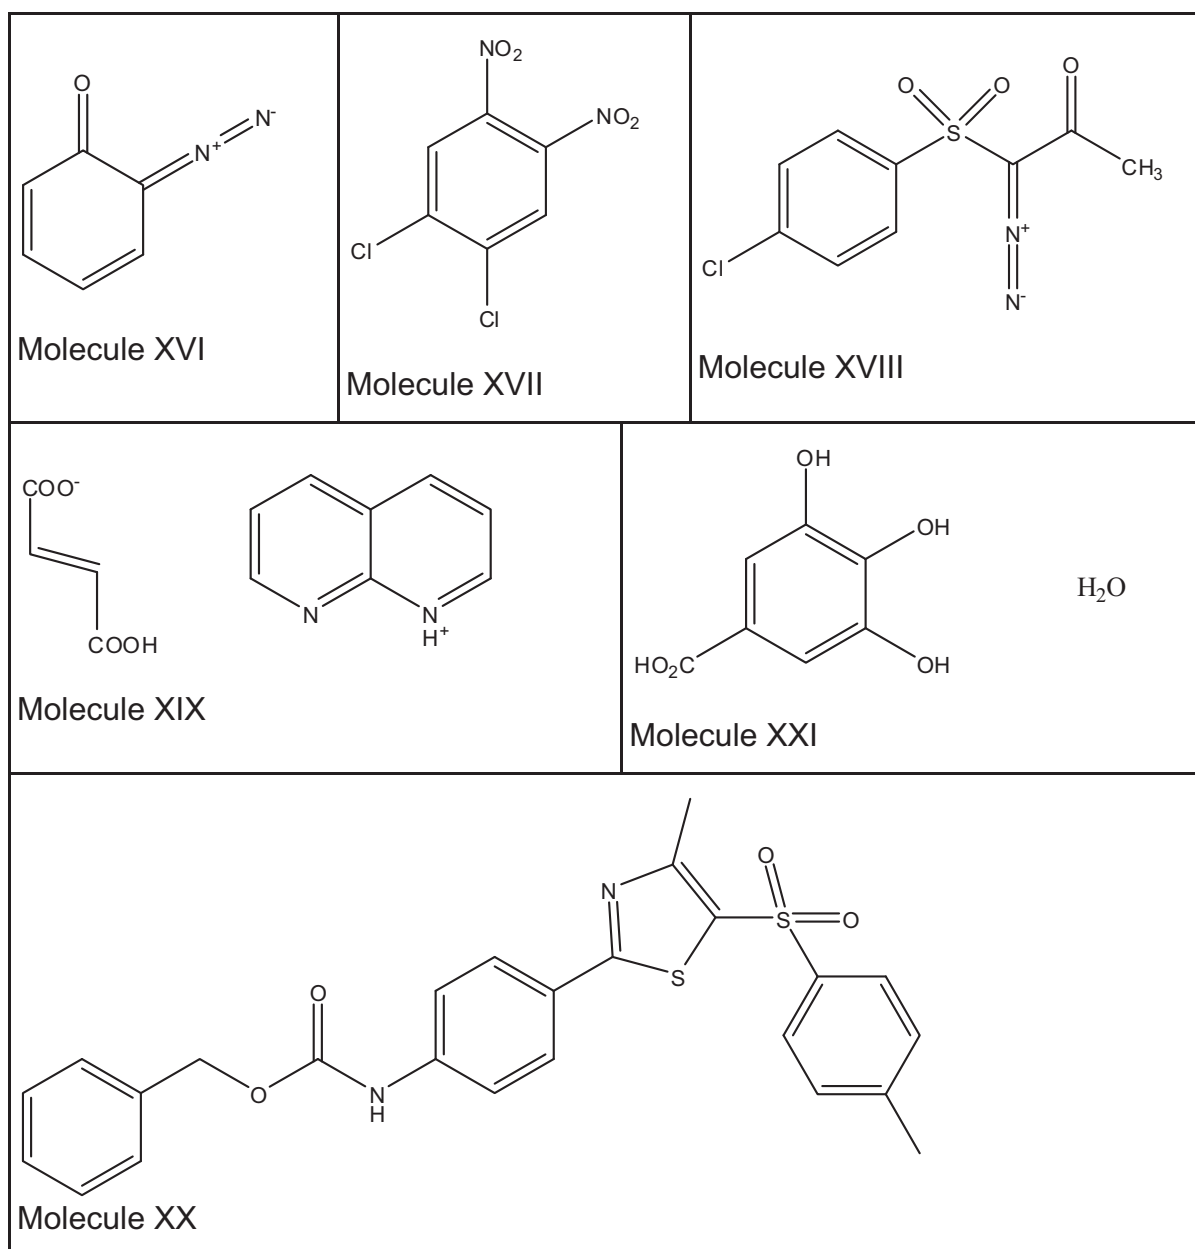 O
N⁺
N⁻
Molecule XVI
NO₂
NO₂
Cl
Cl
Molecule XVII
O
O
O
S
CH₃
Cl
N⁺
N⁻
Molecule XVIII
COO⁻
COOH
N
N
H⁺
Molecule XIX
OH
OH
HO₂C
OH
H₂O
Molecule XXI
O
N
S
O
S
O
O
N
H
Molecule XX